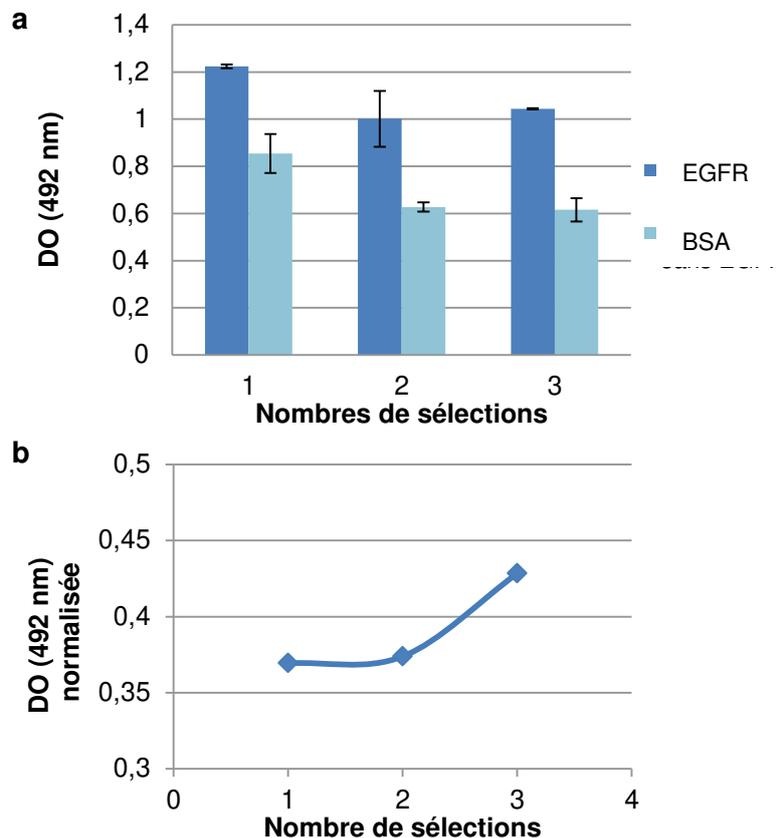 a
1,4
1,2
1
0,8
0,6
0,4
0,2
0
DO (492 nm)
1 2 3
Nombres de sélections
EGFR
BSA
b
0,5
0,45
0,4
0,35
0,3
DO (492 nm)
normalisée
0 1 2 3 4
Nombre de sélections